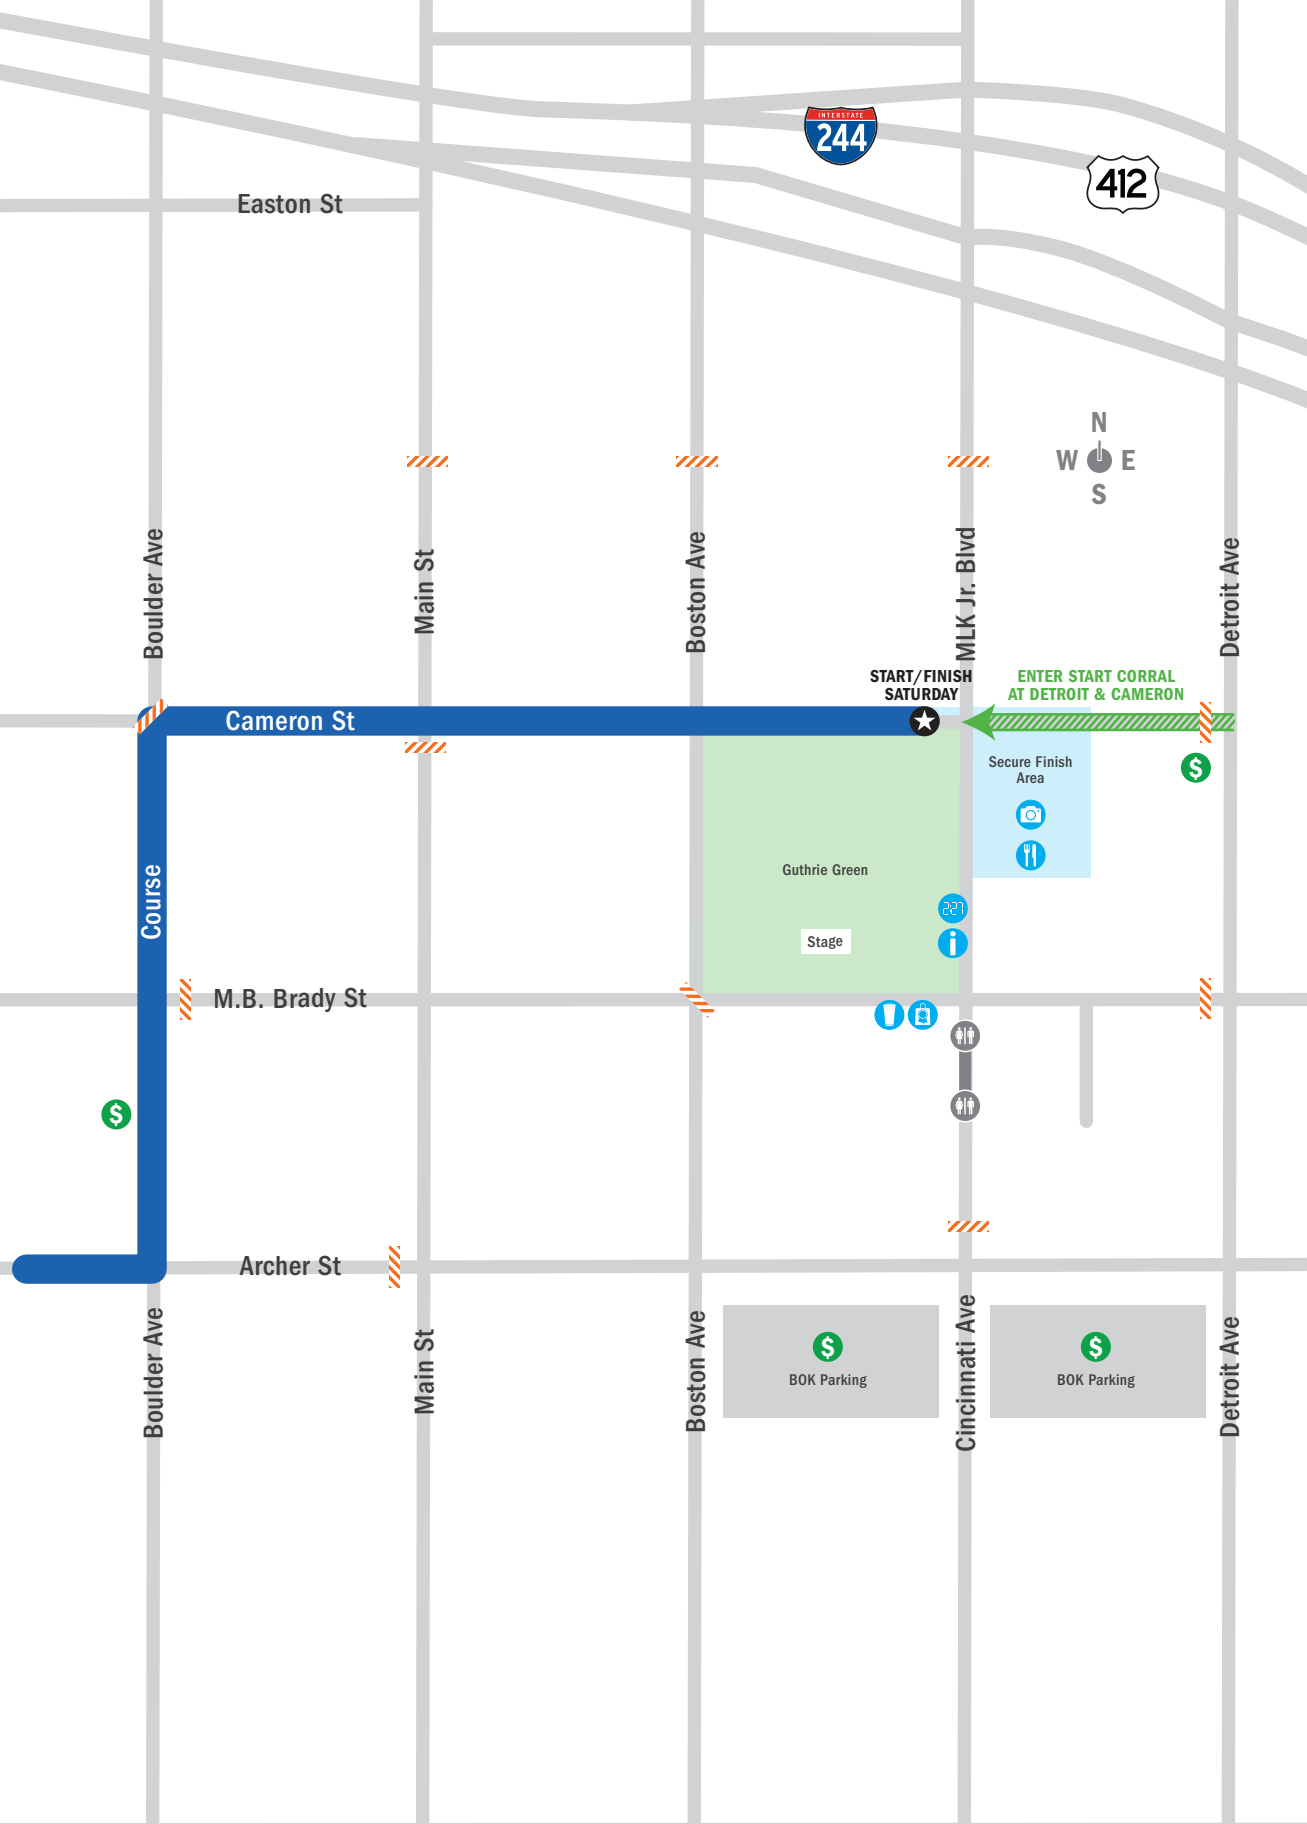 INTERSTATE
244
412
Easton St
N
W E
S
Boulder Ave
Main St
Boston Ave
MLK Jr. Blvd
Detroit Ave
START/FINISH
SATURDAY
ENTER START CORRAL
AT DETROIT & CAMERON
Cameron St
Secure Finish
Area
$
Course
Guthrie Green
2:27
i
Stage
M.B. Brady St
$
Archer St
Boulder Ave
Main St
Boston Ave
$
BOK Parking
Cincinnati Ave
$
BOK Parking
Detroit Ave